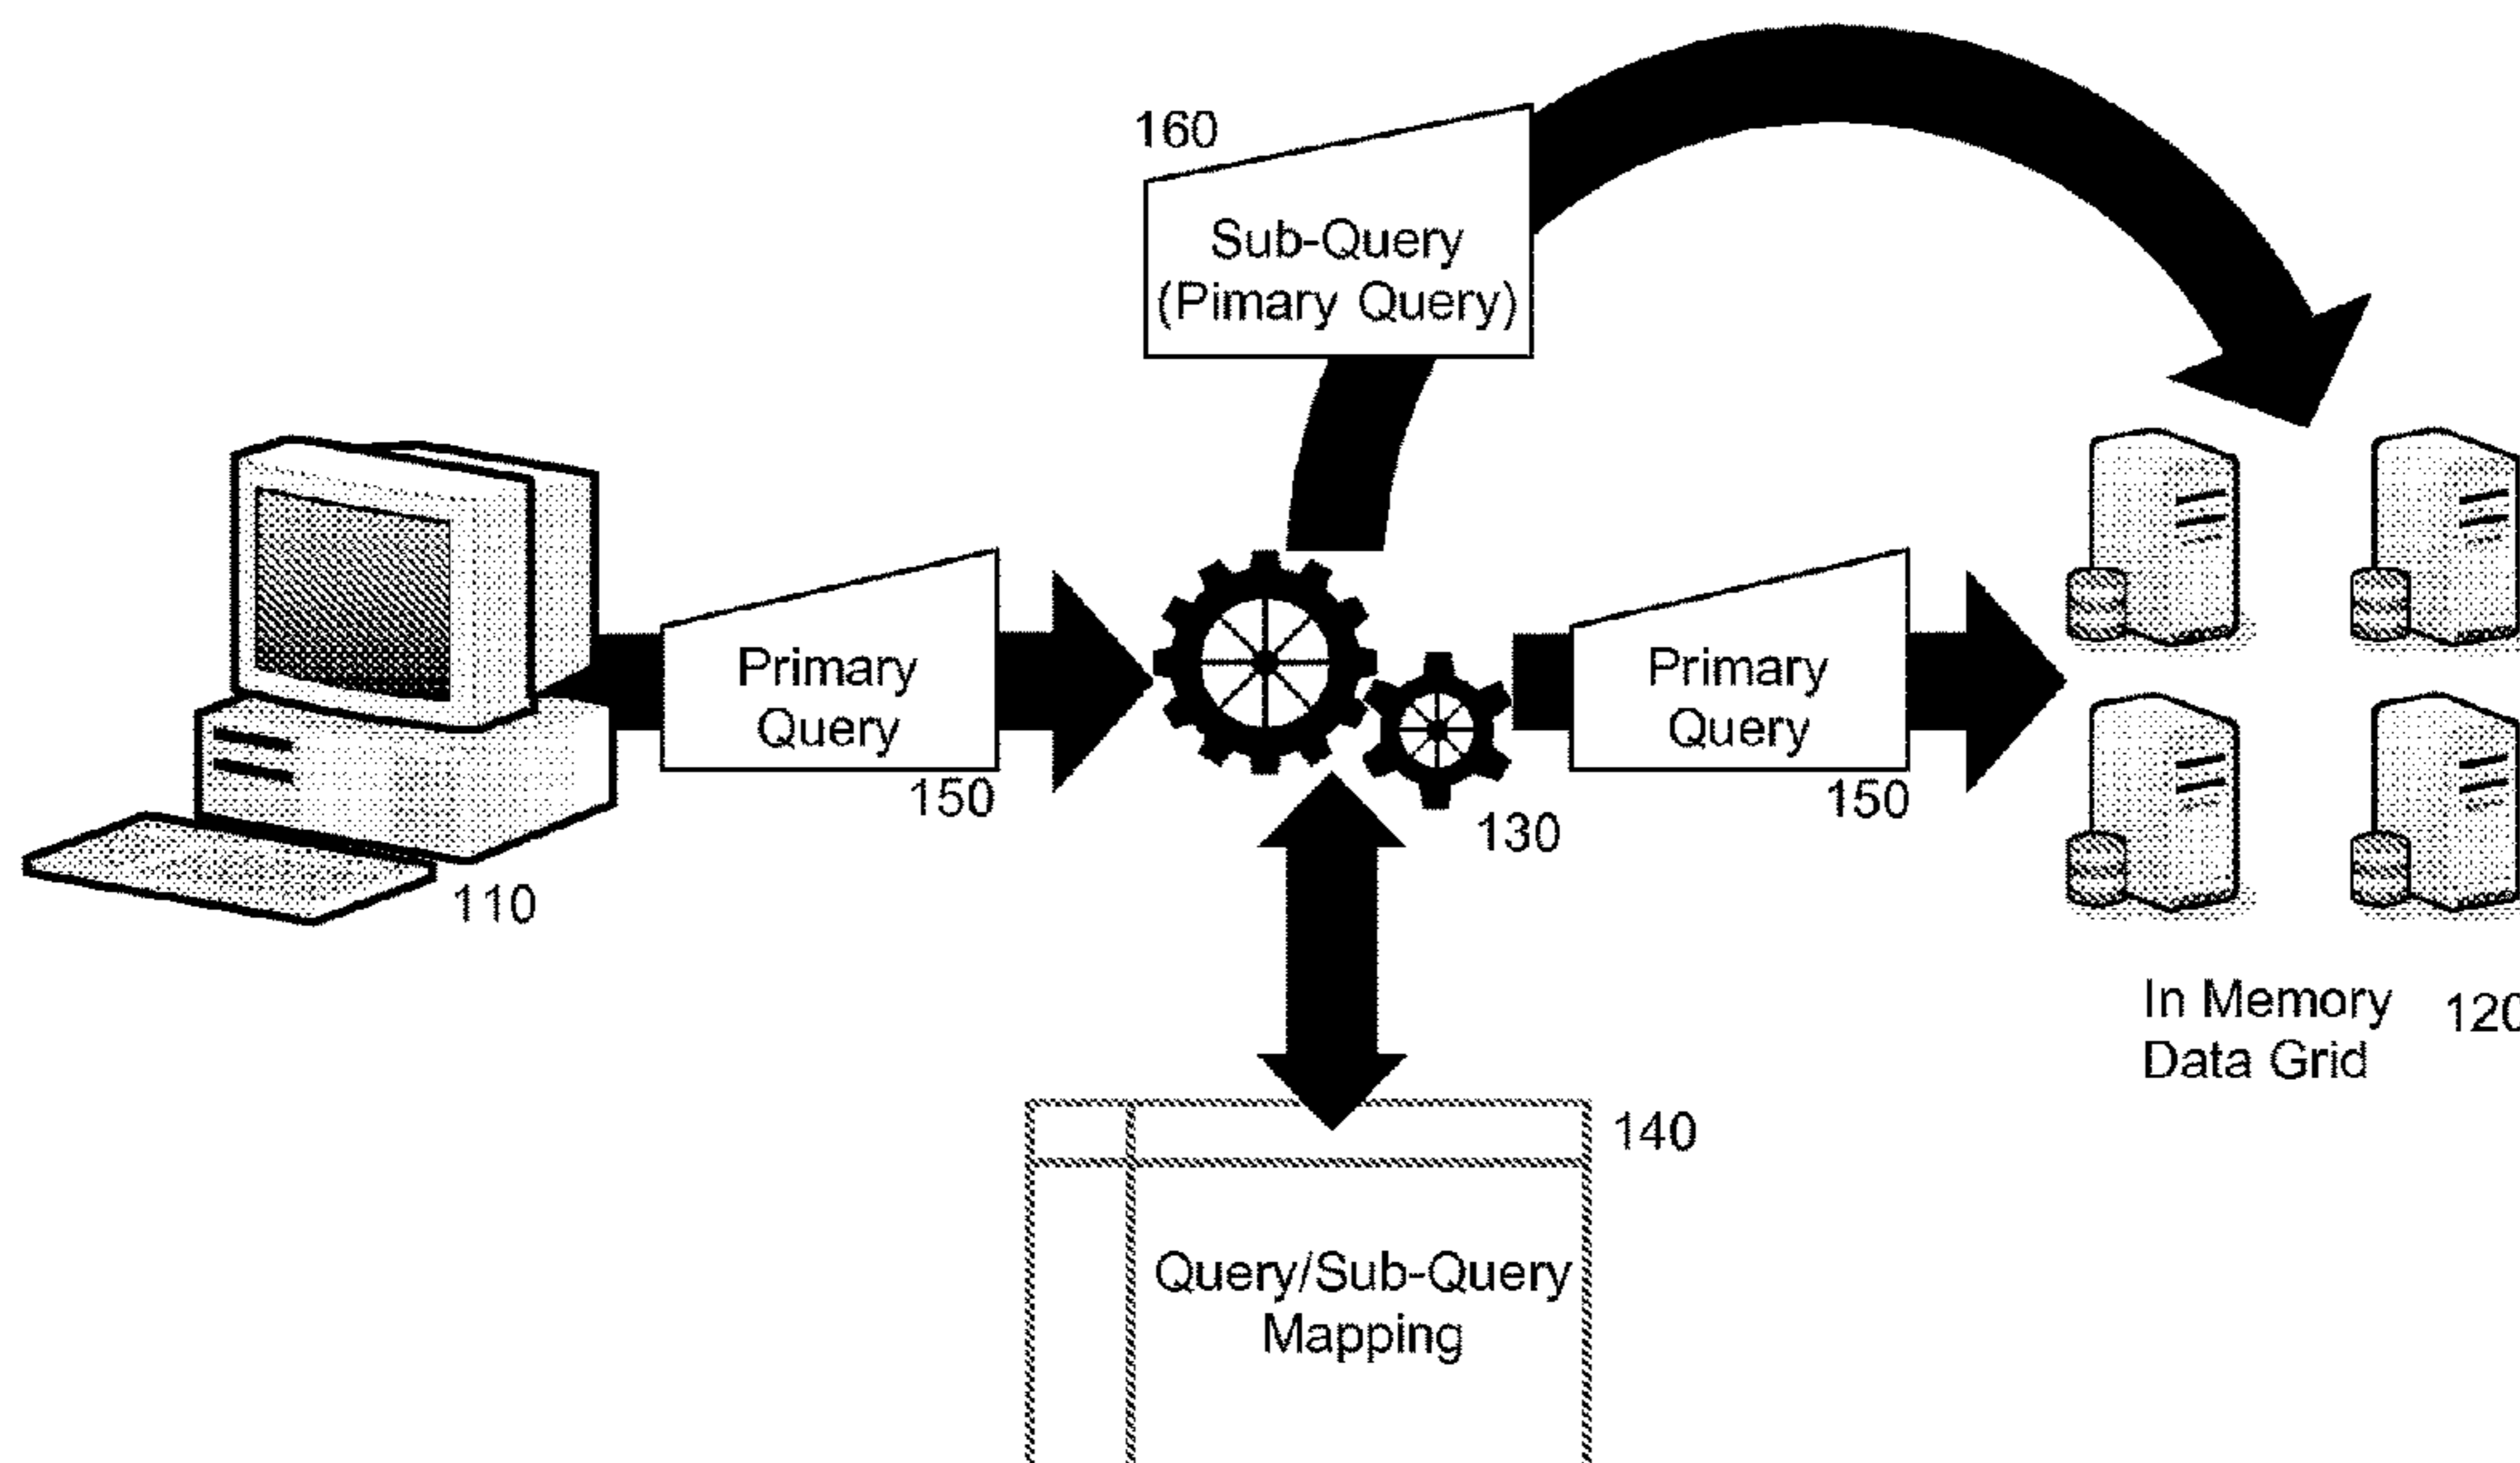 160
Sub-Query
(Pimary Query)
Primary
Query
150
130
Primary
Query
150
110
In Memory
Data Grid
120
140
Query/Sub-Query
Mapping